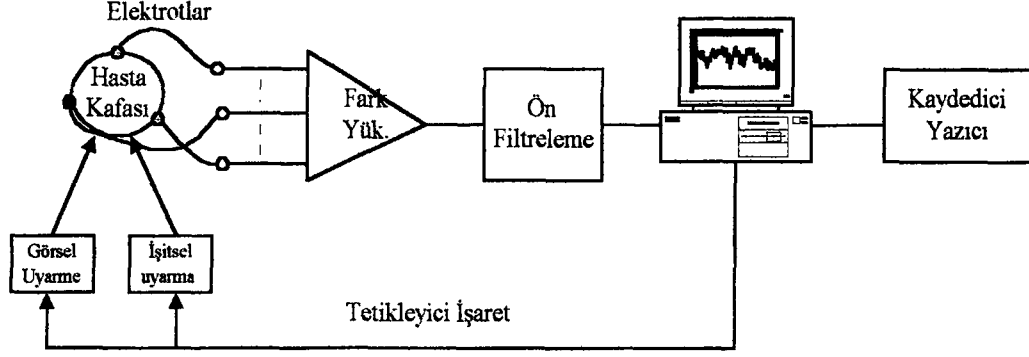 Elektrotlar
Hasta
Kafası
Fark
Yük.
Ön
Filtreleme
Kaydedici
Yazıcı
Görsel
Uyarme
İşitsel
uyarma
Tetikleyici İşaret